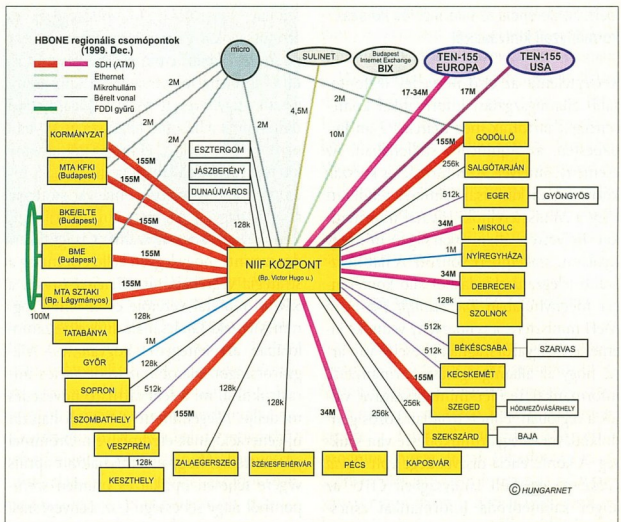 HBONE regionális csomópontok
(1999. Dec.)
SDH (ATM)
Ethernet
Mikrohullám
Bérelt vonal
FDDI gyűrű
micro
SULINET
Budapest
Internet Exchange
BIX
TEN-155
EUROPA
TEN-155
USA
2M
2M
2M
2M
4,5M
10M
2M
17-34M
17M
KORMÁNYZAT
155M
MTA KFKI
(Budapest)
155M
BKE/ELTE
(Budapest)
155M
BME
(Budapest)
155M
MTA SZTAKI
(Bp. Lágymányos)
155M
100M
ESZTERGOM
JÁSZBERÉNY
DUNAÚJVÁROS
128k
NIIF KÖZPONT
(Bp. Victor Hugo u.)
GÖDÖLLŐ
155M
SALGÓTARJÁN
256k
EGER
GYÖNGYÖS
512k
MISKOLC
34M
NYÍREGYHÁZA
1M
DEBRECEN
34M
SZOLNOK
128k
BÉKÉSCSABA
SZARVAS
512k
KECSKEMÉT
512k
SZEGED
HÓDMEZŐVÁSÁRHELY
155M
SZEKSZÁRD
BAJA
256k
KAPOSVÁR
256k
PÉCS
34M
SZÉKESFEHÉRVÁR
128k
ZALAEGERSZEG
128k
TATABÁNYA
128k
GYŐR
1M
SOPRON
128k
SZOMBATHELY
512k
VESZPRÉM
155M
128k
KESZTHELY
© HUNGARNET